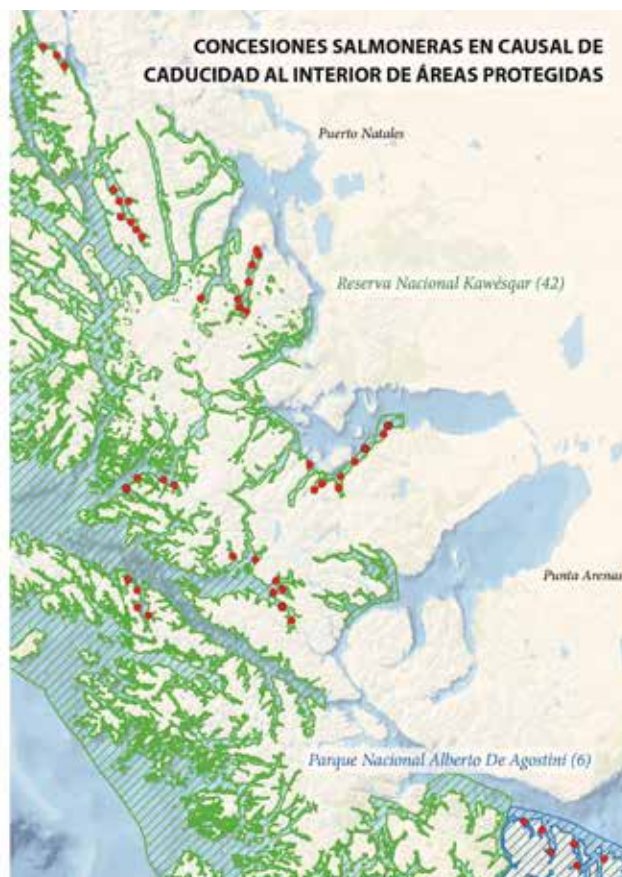 CONCESIONES SALMONERAS EN CAUSAL DE
CADUCIDAD AL INTERIOR DE ÁREAS PROTEGIDAS
Puerto Natales
Reserva Nacional Kawésqar (42)
Punta Arenas
Parque Nacional Alberto De Agostini (6)